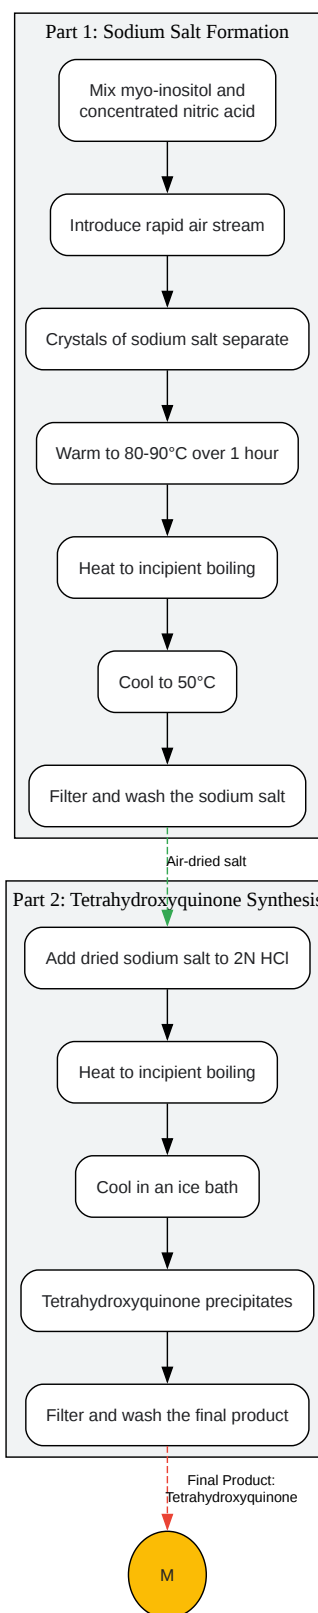 Part 1: Sodium Salt Formation
Mix myo-inositol and
concentrated nitric acid
Introduce rapid air stream
Crystals of sodium salt separate
Warm to 80-90°C over 1 hour
Heat to incipient boiling
Cool to 50°C
Filter and wash the sodium salt
Air-dried salt
Part 2: Tetrahydroxyquinone Synthesis
Add dried sodium salt to 2N HCl
Heat to incipient boiling
Cool in an ice bath
Tetrahydroxyquinone precipitates
Filter and wash the final product
Final Product:
Tetrahydroxyquinone
M